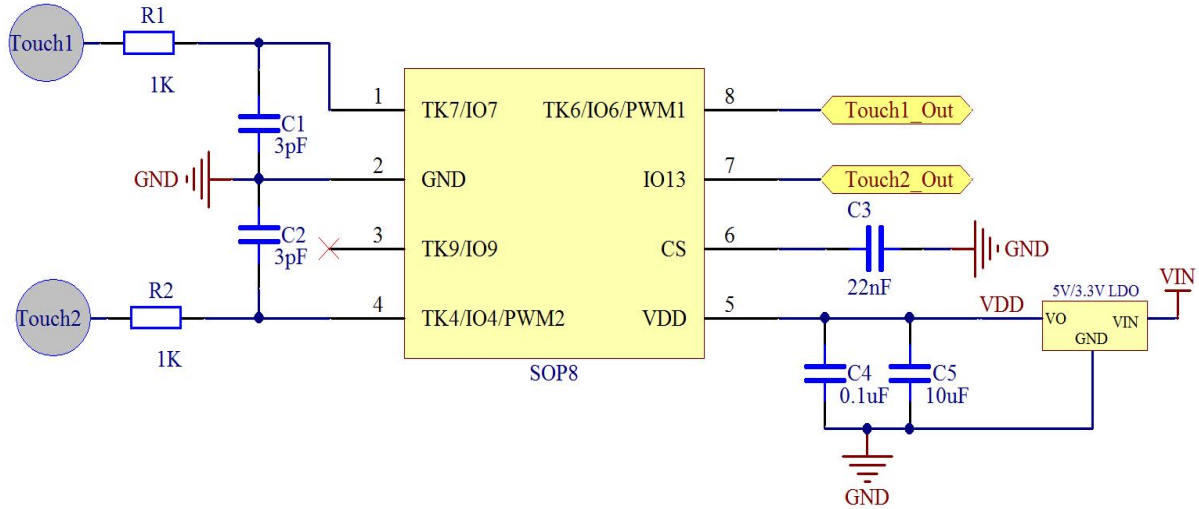 Touch1
R1
1K
C1
3pF
GND
C2
3pF
Touch2
R2
1K
1
TK7/IO7
2
GND
3
TK9/IO9
4
TK4/IO4/PWM2
TK6/IO6/PWM1
8
Touch1_Out
IO13
7
Touch2_Out
CS
6
C3
22nF
GND
VDD
5
SOP8
VDD
5V/3.3V LDO
VO
VIN
GND
VIN
C4
0.1uF
C5
10uF
GND